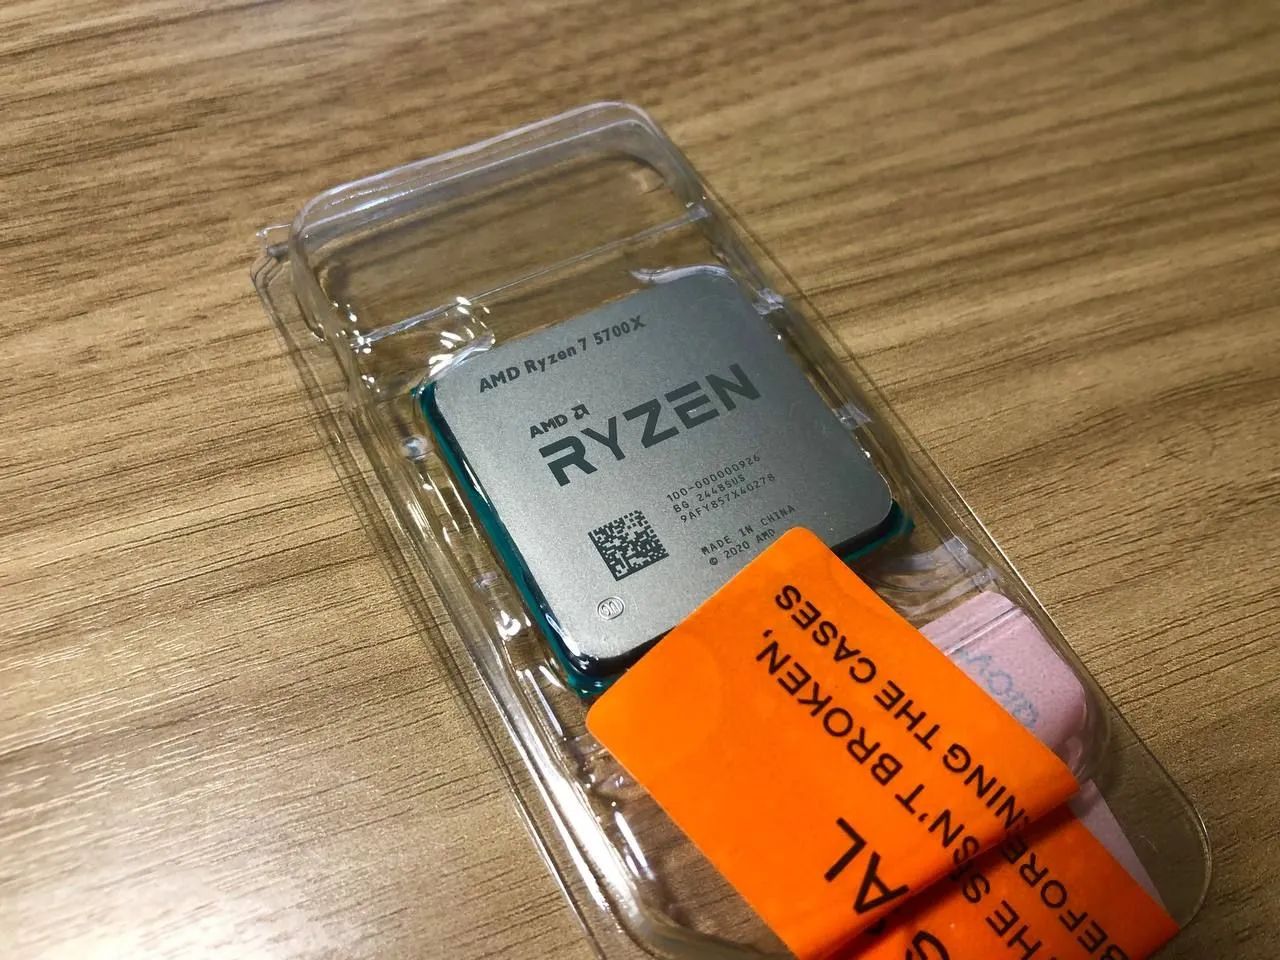 AMD Ryzen 7 5700X
AMD
RYZEN
100-000000926
BG 2448SUS
9AFY857X40278
MADE IN CHINA
© 2020 AMD
BROKEN,
THE CASES